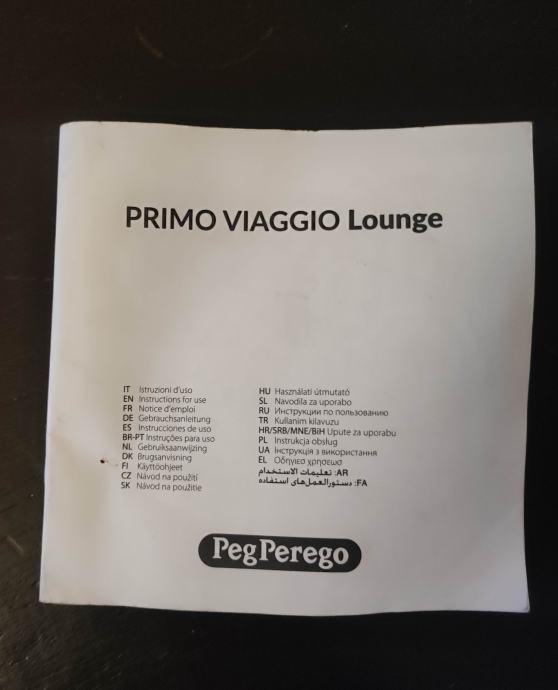 PRIMO VIAGGIO Lounge
IT Istruzioni d'uso
EN Instructions for use
FR Notice d'emploi
DE Gebrauchsanleitung
ES Instrucciones de uso
BR-PT Instruções para uso
NL Gebruiksaanwijzing
DK Brugsanvisning
FI Käyttöohjeet
CZ Návod na použití
SK Návod na použitie
HU Használati útmutató
SL Navodila za uporabo
RU Инструкции по пользованию
TR Kullanim kilavuzu
HR/SRB/MNE/BiH Upute za uporabu
PL Instrukcja obsług
UA Інструкція з використання
EL Οδηγιεσ χρησεωσ
AR: تعليمات الاستخدام
FA: دستورالعمل‌های استفاده
PegPerego